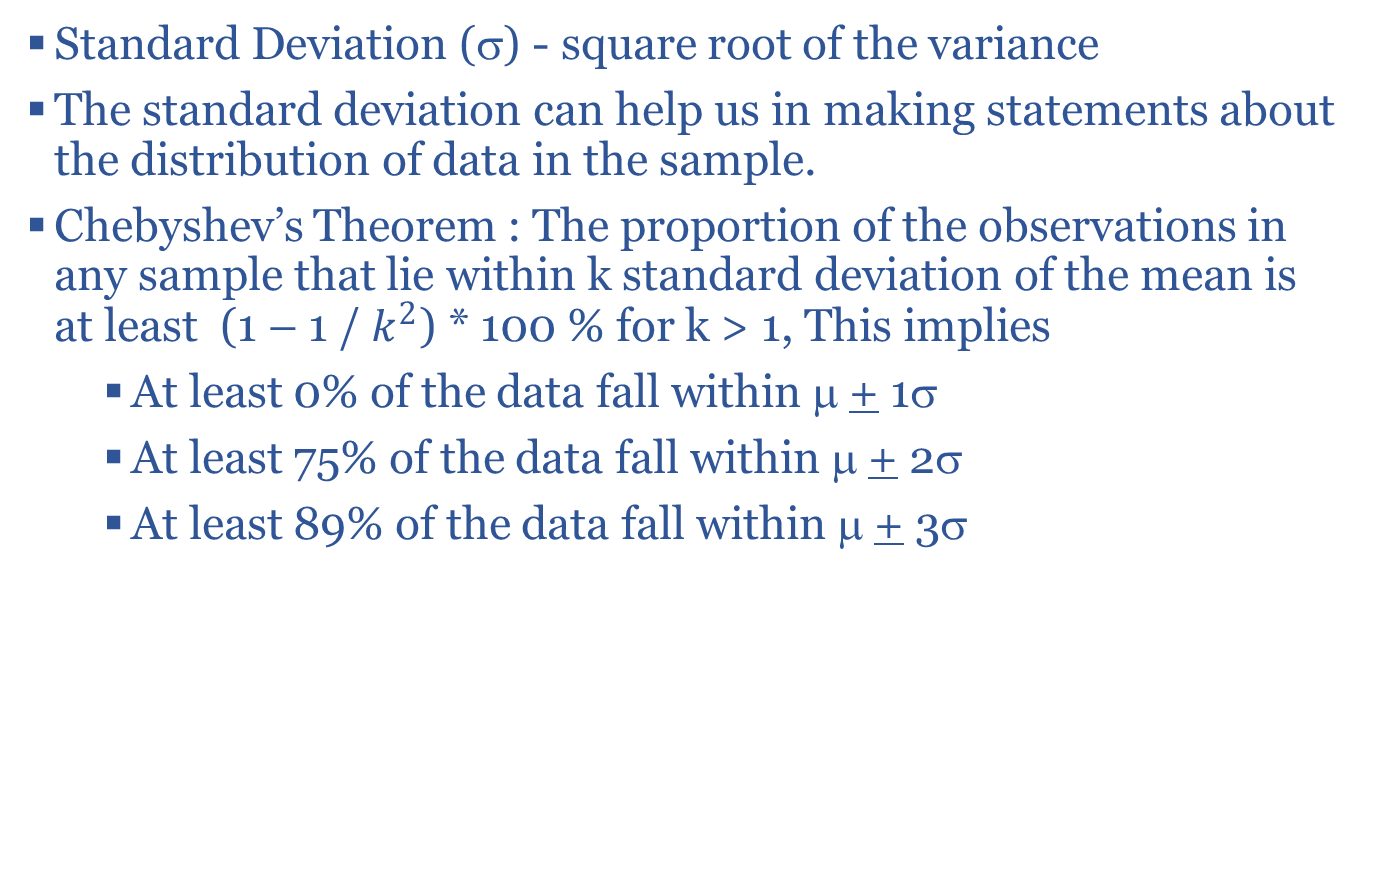 ▪ Standard Deviation (σ) - square root of the variance
▪ The standard deviation can help us in making statements about
the distribution of data in the sample.
▪ Chebyshev’s Theorem : The proportion of the observations in
any sample that lie within k standard deviation of the mean is
at least (1 – 1 / k²) * 100 % for k > 1, This implies
▪ At least 0% of the data fall within μ ± 1σ
▪ At least 75% of the data fall within μ ± 2σ
▪ At least 89% of the data fall within μ ± 3σ